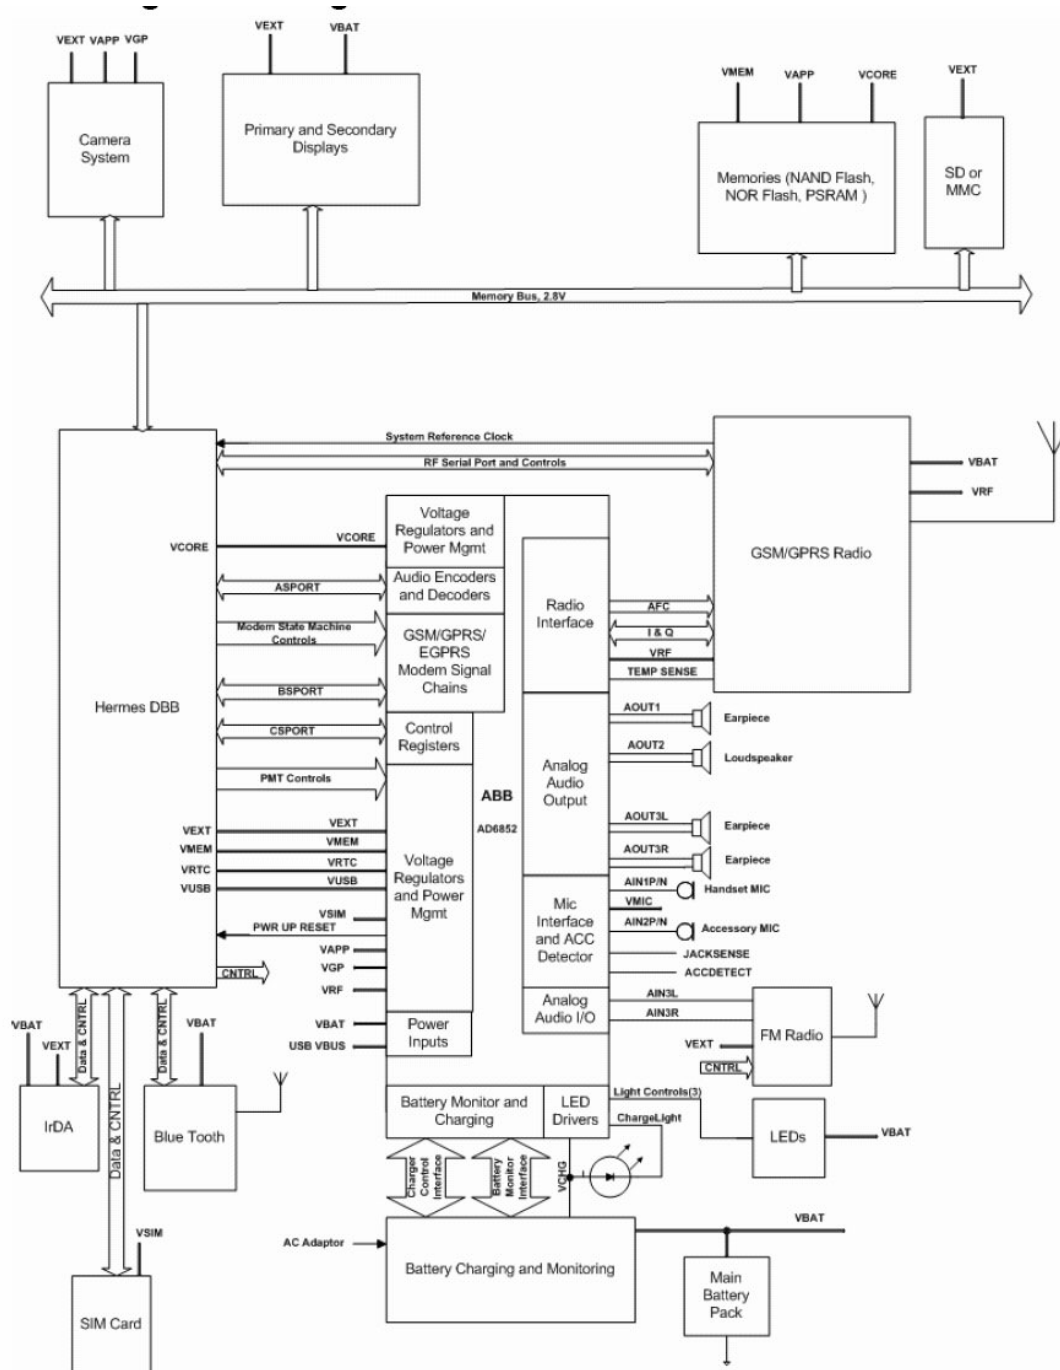 VEXT VAPP VGP
VEXT
VBAT
VMEM
VAPP
VCORE
VEXT
Camera
System
Primary and Secondary
Displays
Memories (NAND Flash,
NOR Flash, PSRAM )
SD or
MMC
Memory Bus, 2.8V
System Reference Clock
RF Serial Port and Controls
VBAT
VRF
GSM/GPRS Radio
Hermes DBB
VCORE
VCORE
ASPORT
Modem State Machine
Controls
BSPORT
CSPORT
PMT Controls
VEXT
VEXT
VMEM
VMEM
VRTC
VRTC
VUSB
VUSB
VSIM
PWR UP RESET
VAPP
CNTRL
VGP
VRF
VBAT
USB VBUS
Voltage
Regulators and
Power Mgmt
Audio Encoders
and Decoders
GSM/GPRS/
EGPRS
Modem Signal
Chains
Control
Registers
Voltage
Regulators
and Power
Mgmt
Power
Inputs
ABB
AD6852
Radio
Interface
Analog
Audio
Output
Mic
Interface
and ACC
Detector
Analog
Audio I/O
Battery Monitor and
Charging
LED
Drivers
AFC
I & Q
VRF
TEMP SENSE
AOUT1
Earpiece
AOUT2
Loudspeaker
AOUT3L
Earpiece
AOUT3R
Earpiece
AIN1P/N
Handset MIC
VMIC
AIN2P/N
Accessory MIC
JACKSENSE
ACCDETECT
AIN3L
AIN3R
VEXT
CNTRL
FM Radio
Light Controls(3)
ChargeLight
LEDs
VBAT
VBAT
VEXT
Data & CNTRL
Data & CNTRL
Data & CNTRL
VBAT
IrDA
Blue Tooth
VSIM
SIM Card
Charger
Control
Interface
Battery
Monitor
Interface
VCHG
AC Adaptor
Battery Charging and Monitoring
VBAT
Main
Battery
Pack